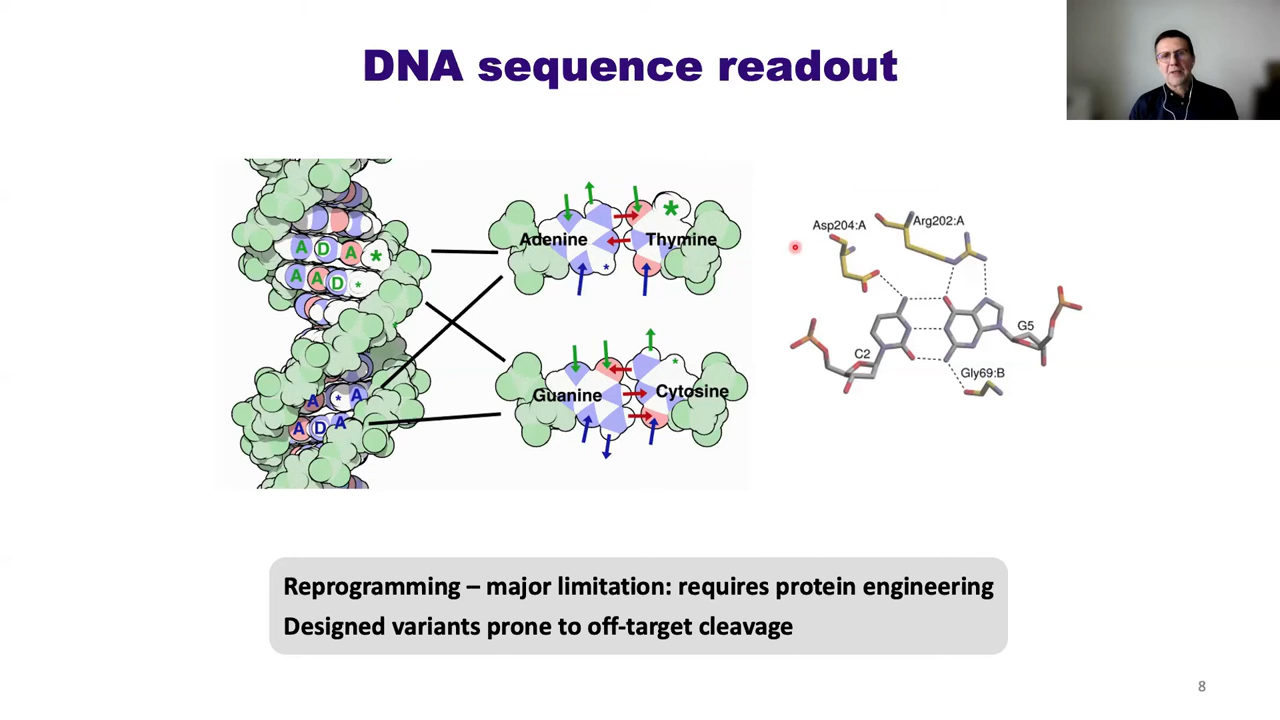 DNA sequence readout
A D A *
A A D *
A * A
A D A
Adenine Thymine *
*
Guanine Cytosine
*
Asp204:A Arg202:A
C2 G5
Gly69:B
Reprogramming – major limitation: requires protein engineering
Designed variants prone to off-target cleavage
8